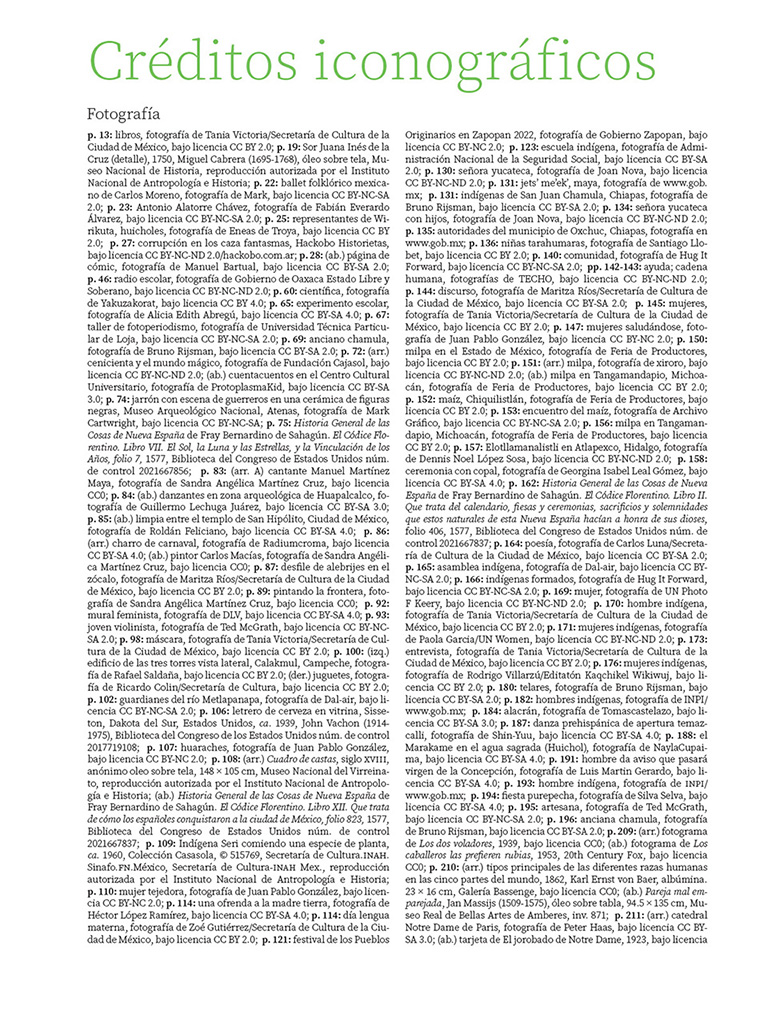 Créditos iconográficos
Fotografía
p. 13: libros, fotografía de Tania Victoria/Secretaría de Cultura de la
Ciudad de México, bajo licencia CC BY 2.0; p. 19: Sor Juana Inés de la
Cruz (detalle), 1750, Miguel Cabrera (1695-1768), óleo sobre tela, Mu-
seo Nacional de Historia, reproducción autorizada por el Instituto
Nacional de Antropología e Historia; p. 22: ballet folklórico mexica-
no de Carlos Moreno, fotografía de Mark, bajo licencia CC BY-NC-SA
2.0; p. 23: Antonio Alatorre Chávez, fotografía de Fabián Everardo
Álvarez, bajo licencia CC BY-NC-SA 2.0; p. 25: representantes de Wi-
rikuta, huicholes, fotografía de Eneas de Troya, bajo licencia CC BY
2.0; p. 27: corrupción en los caza fantasmas, Hackobo Historietas,
bajo licencia CC BY-NC-ND 2.0/hackobo.com.ar; p. 28: (ab.) página de
cómic, fotografía de Manuel Bartual, bajo licencia CC BY-SA 2.0;
p. 46: radio escolar, fotografía de Gobierno de Oaxaca Estado Libre y
Soberano, bajo licencia CC BY-NC-SA 2.0; p. 60: científica, fotografía
de Yakuzakorat, bajo licencia CC BY 4.0; p. 65: experimento escolar,
fotografía de Alicia Edith Abregú, bajo licencia CC BY-SA 4.0; p. 67:
taller de fotoperiodismo, fotografía de Universidad Técnica Particu-
lar de Loja, bajo licencia CC BY-NC-SA 2.0; p. 69: anciano chamula,
fotografía de Bruno Rijsman, bajo licencia CC BY-SA 2.0; p. 72: (arr.)
cenicienta y el mundo mágico, fotografía de Fundación Cajasol, bajo
licencia CC BY-NC-ND 2.0; (ab.) cuentacuentos en el Centro Cultural
Universitario, fotografía de ProtoplasmaKid, bajo licencia CC BY-SA
3.0; p. 74: jarrón con escena de guerreros en una cerámica de figuras
negras, Museo Arqueológico Nacional, Atenas, fotografía de Mark
Cartwright, bajo licencia CC BY-NC-SA; p. 75: Historia General de las
Cosas de Nueva España de Fray Bernardino de Sahagún. El Códice Flo-
rentino. Libro VII. El Sol, la Luna y las Estrellas, y la Vinculación de los
Años, folio 7, 1577, Biblioteca del Congreso de Estados Unidos núm.
de control 2021667856; p. 83: (arr. A) cantante Manuel Martínez
Maya, fotografía de Sandra Angélica Martínez Cruz, bajo licencia
CC0; p. 84: (ab.) danzantes en zona arqueológica de Huapalcalco, fo-
tografía de Guillermo Lechuga Juárez, bajo licencia CC BY-SA 3.0;
p. 85: (ab.) limpia entre el templo de San Hipólito, Ciudad de México,
fotografía de Roldán Feliciano, bajo licencia CC BY-SA 4.0; p. 86:
(arr.) charro de carnaval, fotografía de Radiumcroma, bajo licencia
CC BY-SA 4.0; (ab.) pintor Carlos Macías, fotografía de Sandra Angéli-
ca Martínez Cruz, bajo licencia CC0; p. 87: desfile de alebrijes en el
zócalo, fotografía de Maritza Ríos/Secretaría de Cultura de la Ciudad
de México, bajo licencia CC BY 2.0; p. 89: pintando la frontera, foto-
grafía de Sandra Angélica Martínez Cruz, bajo licencia CC0; p. 92:
mural feminista, fotografía de DLV, bajo licencia CC BY-SA 4.0; p. 93:
joven violinista, fotografía de Ted McGrath, bajo licencia CC BY-NC-
SA 2.0; p. 98: máscara, fotografía de Tania Victoria/Secretaría de Cul-
tura de la Ciudad de México, bajo licencia CC BY 2.0; p. 100: (izq.)
edificio de las tres torres vista lateral, Calakmul, Campeche, fotogra-
fía de Rafael Saldaña, bajo licencia CC BY 2.0; (der.) juguetes, fotogra-
fía de Ricardo Colin/Secretaría de Cultura, bajo licencia CC BY 2.0;
p. 102: guardianes del río Metlapanapa, fotografía de Dal-air, bajo li-
cencia CC BY-NC-SA 2.0; p. 106: letrero de cerveza en vitrina, Sisse-
ton, Dakota del Sur, Estados Unidos, ca. 1939, John Vachon (1914-
1975), Biblioteca del Congreso de los Estados Unidos núm. de control
2017719108; p. 107: huaraches, fotografía de Juan Pablo González,
bajo licencia CC BY-NC 2.0; p. 108: (arr.) Cuadro de castas, siglo XVIII,
anónimo oleo sobre tela, 148 × 105 cm, Museo Nacional del Virreina-
to, reproducción autorizada por el Instituto Nacional de Antropolo-
gía e Historia; (ab.) Historia General de las Cosas de Nueva España de
Fray Bernardino de Sahagún. El Códice Florentino. Libro XII. Que trata
de cómo los españoles conquistaron a la ciudad de México, folio 823, 1577,
Biblioteca del Congreso de Estados Unidos núm. de control
2021667837; p. 109: Indígena Seri comiendo una especie de planta,
ca. 1960, Colección Casasola, © 515769, Secretaría de Cultura.INAH.
Sinafo.FN.México, Secretaría de Cultura-INAH Mex., reproducción
autorizada por el Instituto Nacional de Antropología e Historia;
p. 110: mujer tejedora, fotografía de Juan Pablo González, bajo licen-
cia CC BY-NC 2.0; p. 114: una ofrenda a la madre tierra, fotografía de
Héctor López Ramírez, bajo licencia CC BY-SA 4.0; p. 114: día lengua
materna, fotografía de Zoé Gutiérrez/Secretaría de Cultura de la Ciu-
dad de México, bajo licencia CC BY 2.0; p. 121: festival de los Pueblos
Originarios en Zapopan 2022, fotografía de Gobierno Zapopan, bajo
licencia CC BY-NC 2.0; p. 123: escuela indígena, fotografía de Admi-
nistración Nacional de la Seguridad Social, bajo licencia CC BY-SA
2.0; p. 130: señora yucateca, fotografía de Joan Nova, bajo licencia
CC BY-NC-ND 2.0; p. 131: jets' me'ek', maya, fotografía de www.gob.
mx; p. 131: indígenas de San Juan Chamula, Chiapas, fotografía de
Bruno Rijsman, bajo licencia CC BY-SA 2.0; p. 134: señora yucateca
con hijos, fotografía de Joan Nova, bajo licencia CC BY-NC-ND 2.0;
p. 135: autoridades del municipio de Oxchuc, Chiapas, fotografía en
www.gob.mx; p. 136: niñas tarahumaras, fotografía de Santiago Llo-
bet, bajo licencia CC BY 2.0; p. 140: comunidad, fotografía de Hug It
Forward, bajo licencia CC BY-NC-SA 2.0; pp. 142-143: ayuda; cadena
humana, fotografías de TECHO, bajo licencia CC BY-NC-ND 2.0;
p. 144: discurso, fotografía de Maritza Ríos/Secretaría de Cultura de
la Ciudad de México, bajo licencia CC BY-SA 2.0; p. 145: mujeres,
fotografía de Tania Victoria/Secretaría de Cultura de la Ciudad de
México, bajo licencia CC BY 2.0; p. 147: mujeres saludándose, foto-
grafía de Juan Pablo González, bajo licencia CC BY-NC 2.0; p. 150:
milpa en el Estado de México, fotografía de Feria de Productores,
bajo licencia CC BY 2.0; p. 151: (arr.) milpa, fotografía de xiroro, bajo
licencia CC BY-NC-ND 2.0; (ab.) milpa en Tangamandapio, Michoa-
cán, fotografía de Feria de Productores, bajo licencia CC BY 2.0;
p. 152: maíz, Chiquilistlán, fotografía de Feria de Productores, bajo
licencia CC BY 2.0; p. 153: encuentro del maíz, fotografía de Archivo
Gráfico, bajo licencia CC BY-NC-SA 2.0; p. 156: milpa en Tangaman-
dapio, Michoacán, fotografía de Feria de Productores, bajo licencia
CC BY 2.0; p. 157: Elotllamanalistli en Atlapexco, Hidalgo, fotografía
de Dennis Noel López Sosa, bajo licencia CC BY-NC-ND 2.0; p. 158:
ceremonia con copal, fotografía de Georgina Isabel Leal Gómez, bajo
licencia CC BY-SA 4.0; p. 162: Historia General de las Cosas de Nueva
España de Fray Bernardino de Sahagún. El Códice Florentino. Libro II.
Que trata del calendario, fiesas y ceremonias, sacrificios y solemnidades
que estos naturales de esta Nueva España hacían a honra de sus dioses,
folio 406, 1577, Biblioteca del Congreso de Estados Unidos núm. de
control 2021667837; p. 164: poesía, fotografía de Carlos Luna/Secreta-
ría de Cultura de la Ciudad de México, bajo licencia CC BY-SA 2.0;
p. 165: asamblea indígena, fotografía de Dal-air, bajo licencia CC BY-
NC-SA 2.0; p. 166: indígenas formados, fotografía de Hug It Forward,
bajo licencia CC BY-NC-SA 2.0; p. 169: mujer, fotografía de UN Photo
F Keery, bajo licencia CC BY-NC-ND 2.0; p. 170: hombre indígena,
fotografía de Tania Victoria/Secretaría de Cultura de la Ciudad de
México, bajo licencia CC BY 2.0; p. 171: mujeres indígenas, fotografía
de Paola Garcia/UN Women, bajo licencia CC BY-NC-ND 2.0; p. 173:
entrevista, fotografía de Tania Victoria/Secretaría de Cultura de la
Ciudad de México, bajo licencia CC BY 2.0; p. 176: mujeres indígenas,
fotografía de Rodrigo Villarzú/Editatón Kaqchikel Wikiwuj, bajo li-
cencia CC BY 2.0; p. 180: telares, fotografía de Bruno Rijsman, bajo
licencia CC BY 2.0; p. 182: hombres indígenas, fotografía de INPI/
www.gob.mx; p. 184: alacrán, fotografía de Tomascastelazo, bajo li-
cencia CC BY-SA 3.0; p. 187: danza prehispánica de apertura temaz-
calli, fotografía de Shin-Yuu, bajo licencia CC BY-SA 4.0; p. 188: el
Marakame en el agua sagrada (Huichol), fotografía de NaylaCupai-
ma, bajo licencia CC BY-SA 4.0; p. 191: hombre da aviso que pasará
virgen de la Concepción, fotografía de Luis Martin Gerardo, bajo li-
cencia CC BY-SA 4.0; p. 193: hombre indígena, fotografía de INPI/
www.gob.mx; p. 194: fiesta purepecha, fotografía de Silva Selva, bajo
licencia CC BY-SA 4.0; p. 195: artesana, fotografía de Ted McGrath,
bajo licencia CC BY-NC-SA 2.0; p. 196: anciana chamula, fotografía
de Bruno Rijsman, bajo licencia CC BY-SA 2.0; p. 209: (arr.) fotograma
de Los dos voladores, 1939, bajo licencia CC0; (ab.) fotograma de Los
caballeros las prefieren rubias, 1953, 20th Century Fox, bajo licencia
CC0; p. 210: (arr.) tipos principales de las diferentes razas humanas
en las cinco partes del mundo, 1862, Karl Ernst von Baer, albúmina.
23 × 16 cm, Galería Bassenge, bajo licencia CC0; (ab.) Pareja mal em-
parejada, Jan Massijs (1509-1575), óleo sobre tabla, 94.5 × 135 cm, Mu-
seo Real de Bellas Artes de Amberes, inv. 871; p. 211: (arr.) catedral
Notre Dame de Paris, fotografía de Peter Haas, bajo licencia CC BY-
SA 3.0; (ab.) tarjeta de El jorobado de Notre Dame, 1923, bajo licencia